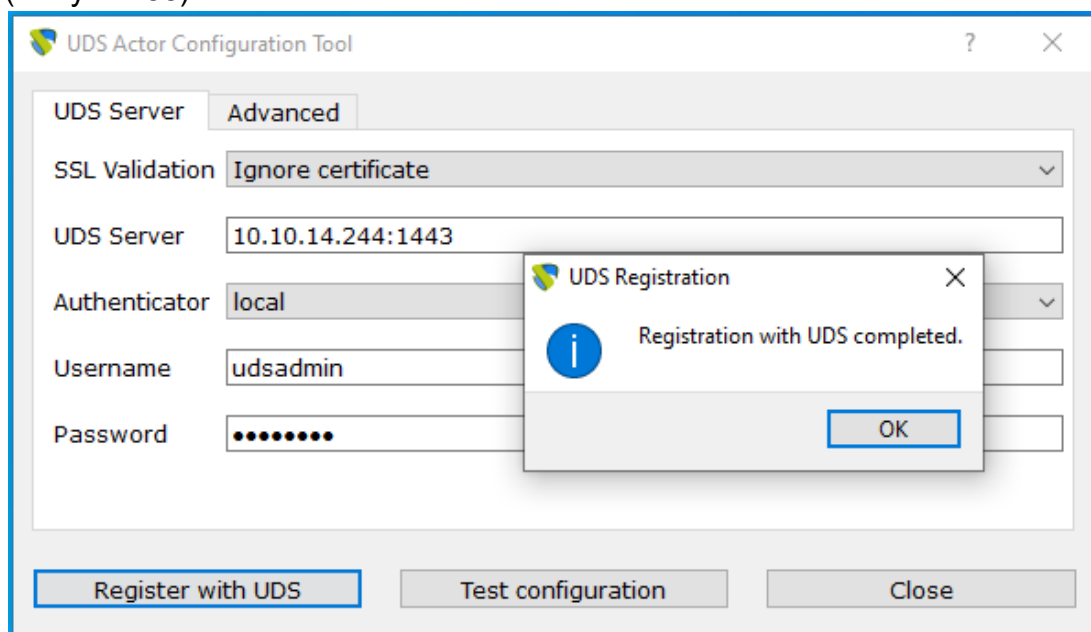 UDS Actor Configuration Tool ? ×
UDS Server Advanced
SSL Validation Ignore certificate
UDS Server 10.10.14.244:1443
UDS Registration ×
Authenticator local
Registration with UDS completed.
Username udsadmin
OK
Password ●●●●●●●●
Register with UDS Test configuration Close